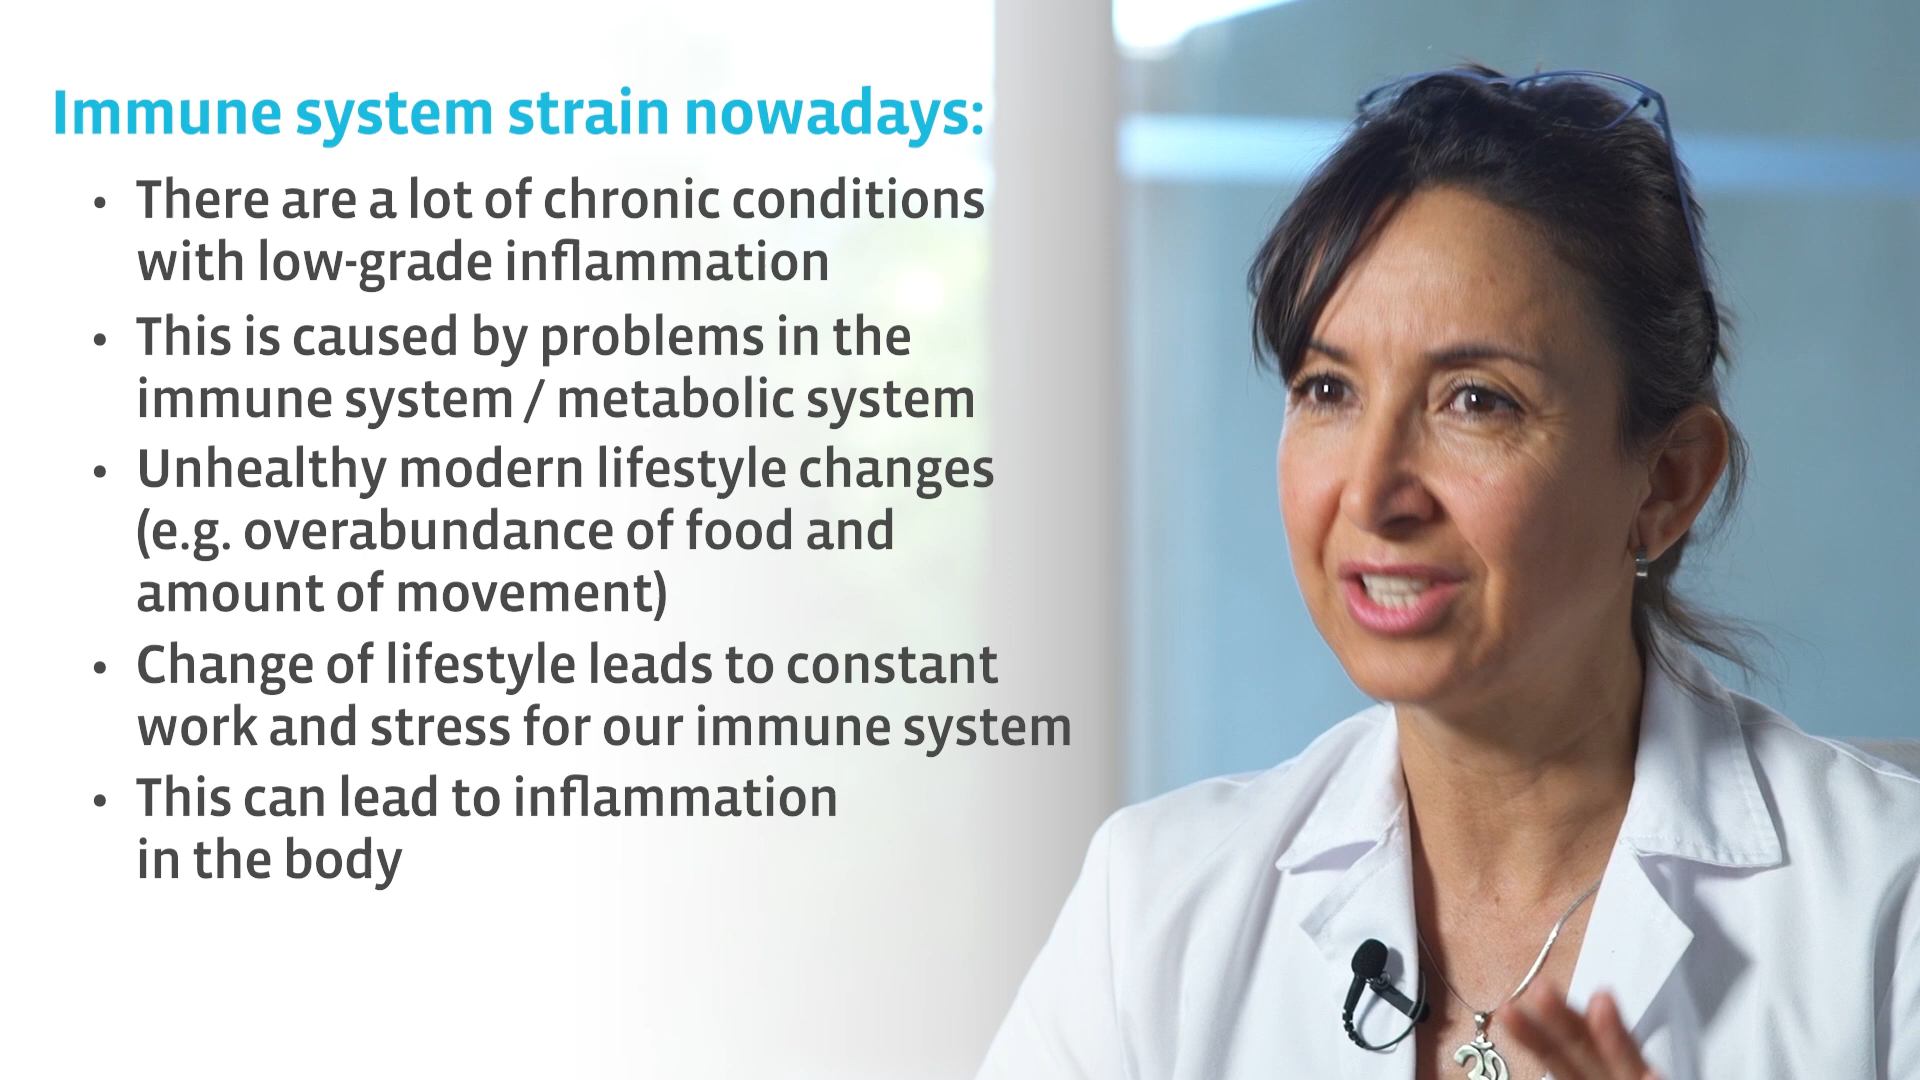 Immune system strain nowadays:
• There are a lot of chronic conditions
with low-grade inflammation
• This is caused by problems in the
immune system / metabolic system
• Unhealthy modern lifestyle changes
(e.g. overabundance of food and
amount of movement)
• Change of lifestyle leads to constant
work and stress for our immune system
• This can lead to inflammation
in the body